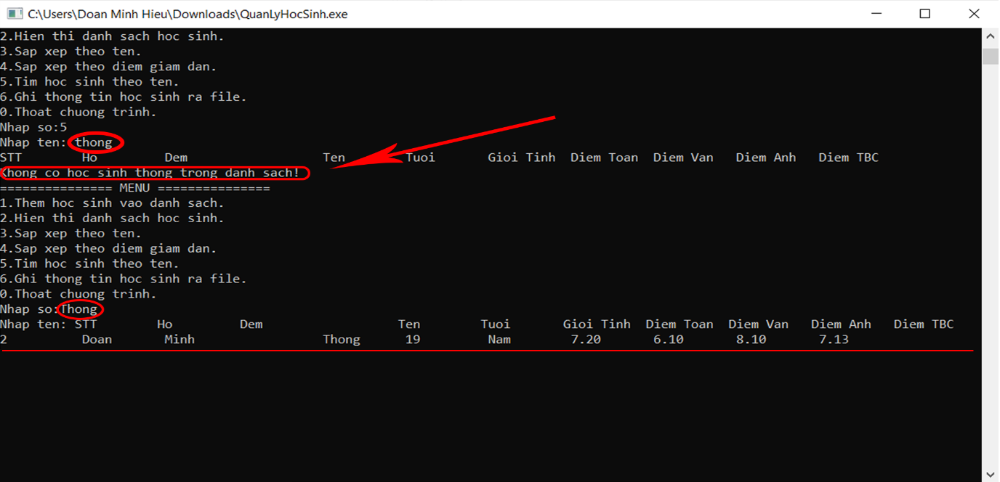 C:\Users\Doan Minh Hieu\Downloads\QuanLyHocSinh.exe
2.Hien thi danh sach hoc sinh.
3.Sap xep theo ten.
4.Sap xep theo diem giam dan.
5.Tim hoc sinh theo ten.
6.Ghi thong tin hoc sinh ra file.
0.Thoat chuong trinh.
Nhap so:5
Nhap ten: thong
STT Ho Dem Ten Tuoi Gioi Tinh Diem Toan Diem Van Diem Anh Diem TBC
Khong co hoc sinh thong trong danh sach!
=============== MENU ===============
1.Them hoc sinh vao danh sach.
2.Hien thi danh sach hoc sinh.
3.Sap xep theo ten.
4.Sap xep theo diem giam dan.
5.Tim hoc sinh theo ten.
6.Ghi thong tin hoc sinh ra file.
0.Thoat chuong trinh.
Nhap so:Thong
Nhap ten: STT Ho Dem Ten Tuoi Gioi Tinh Diem Toan Diem Van Diem Anh Diem TBC
2 Doan Minh Thong 19 Nam 7.20 6.10 8.10 7.13